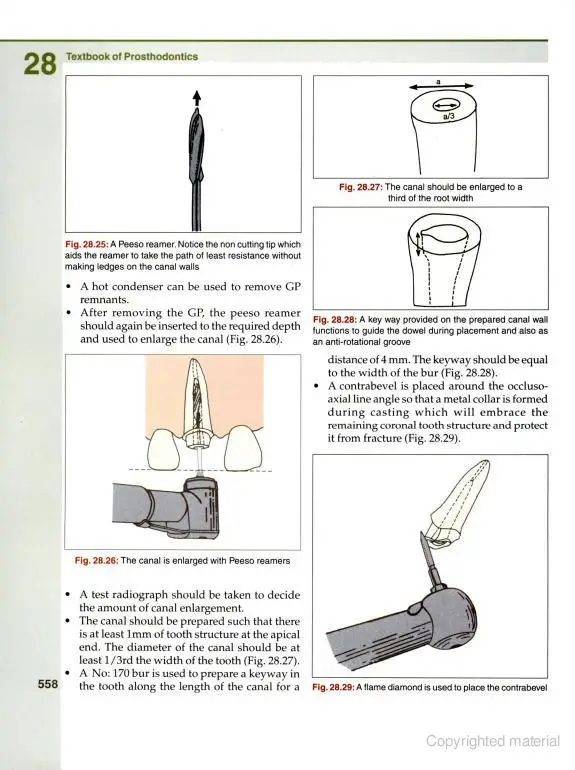 28
Textbook of Prosthodontics
Fig. 28.25: A Peeso reamer. Notice the non cutting tip which
aids the reamer to take the path of least resistance without
making ledges on the canal walls
• A hot condenser can be used to remove GP
remnants.
• After removing the GP, the peeso reamer
should again be inserted to the required depth
and used to enlarge the canal (Fig. 28.26).
Fig. 28.26: The canal is enlarged with Peeso reamers
• A test radiograph should be taken to decide
the amount of canal enlargement.
• The canal should be prepared such that there
is at least 1mm of tooth structure at the apical
end. The diameter of the canal should be at
least 1/3rd the width of the tooth (Fig. 28.27).
• A No: 170 bur is used to prepare a keyway in
the tooth along the length of the canal for a
558
a
a/3
Fig. 28.27: The canal should be enlarged to a
third of the root width
Fig. 28.28: A key way provided on the prepared canal wall
functions to guide the dowel during placement and also as
an anti-rotational groove
distance of 4 mm. The keyway should be equal
to the width of the bur (Fig. 28.28).
• A contrabevel is placed around the occluso-
axial line angle so that a metal collar is formed
during casting which will embrace the
remaining coronal tooth structure and protect
it from fracture (Fig. 28.29).
Fig. 28.29: A flame diamond is used to place the contrabevel
Copyrighted material